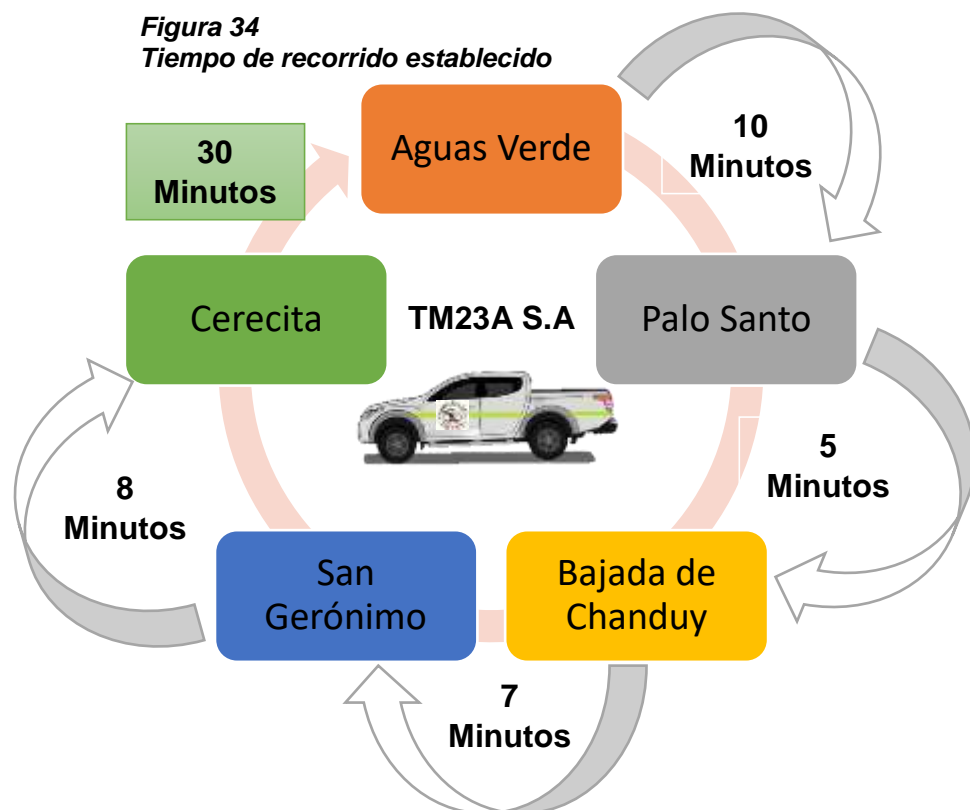 Figura 34
Tiempo de recorrido establecido
Aguas Verde
10
Minutos
30
Minutos
Cerecita
TM23A S.A
Palo Santo
8
Minutos
5
Minutos
San
Gerónimo
Bajada de
Chanduy
7
Minutos